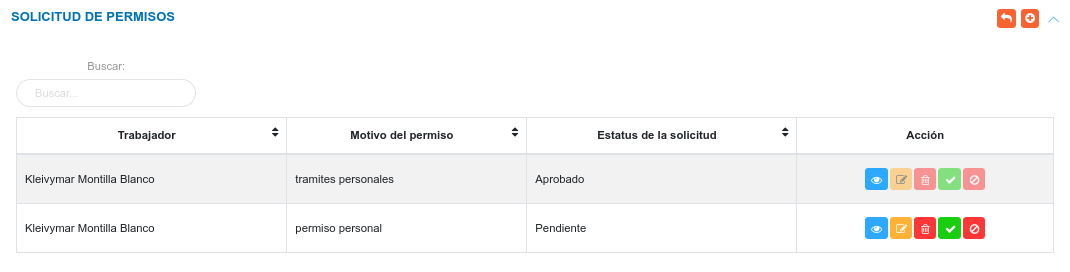 SOLICITUD DE PERMISOS
Buscar:
Buscar...
Trabajador Motivo del permiso Estatus de la solicitud Acción
Kleivymar Montilla Blanco tramites personales Aprobado
Kleivymar Montilla Blanco permiso personal Pendiente